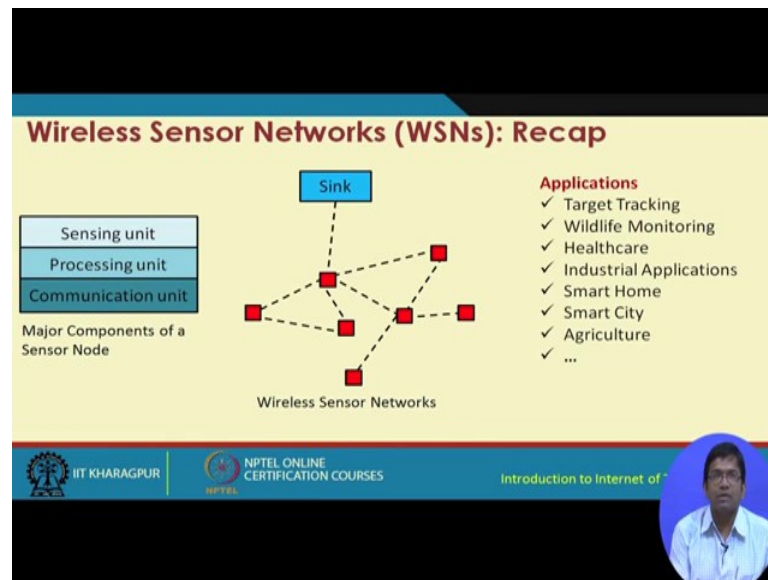 Wireless Sensor Networks (WSNs): Recap
Sink
Sensing unit
Processing unit
Communication unit
Major Components of a
Sensor Node
Wireless Sensor Networks
Applications
✓ Target Tracking
✓ Wildlife Monitoring
✓ Healthcare
✓ Industrial Applications
✓ Smart Home
✓ Smart City
✓ Agriculture
✓ ...
IIT KHARAGPUR
NPTEL
NPTEL ONLINE
CERTIFICATION COURSES
Introduction to Internet of